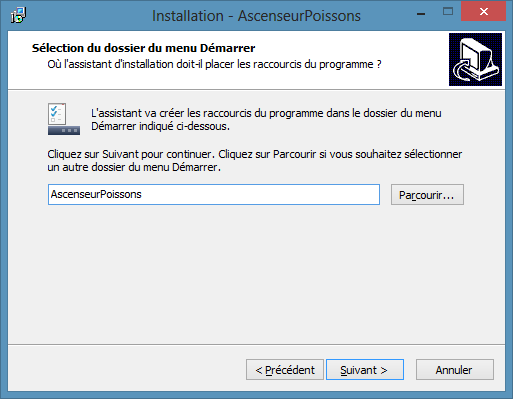 Installation - AscenseurPoissons
Sélection du dossier du menu Démarrer
Où l'assistant d'installation doit-il placer les raccourcis du programme ?
L'assistant va créer les raccourcis du programme dans le dossier du menu
Démarrer indiqué ci-dessous.
Cliquez sur Suivant pour continuer. Cliquez sur Parcourir si vous souhaitez sélectionner
un autre dossier du menu Démarrer.
AscenseurPoissons
Parcourir...
< Précédent
Suivant >
Annuler